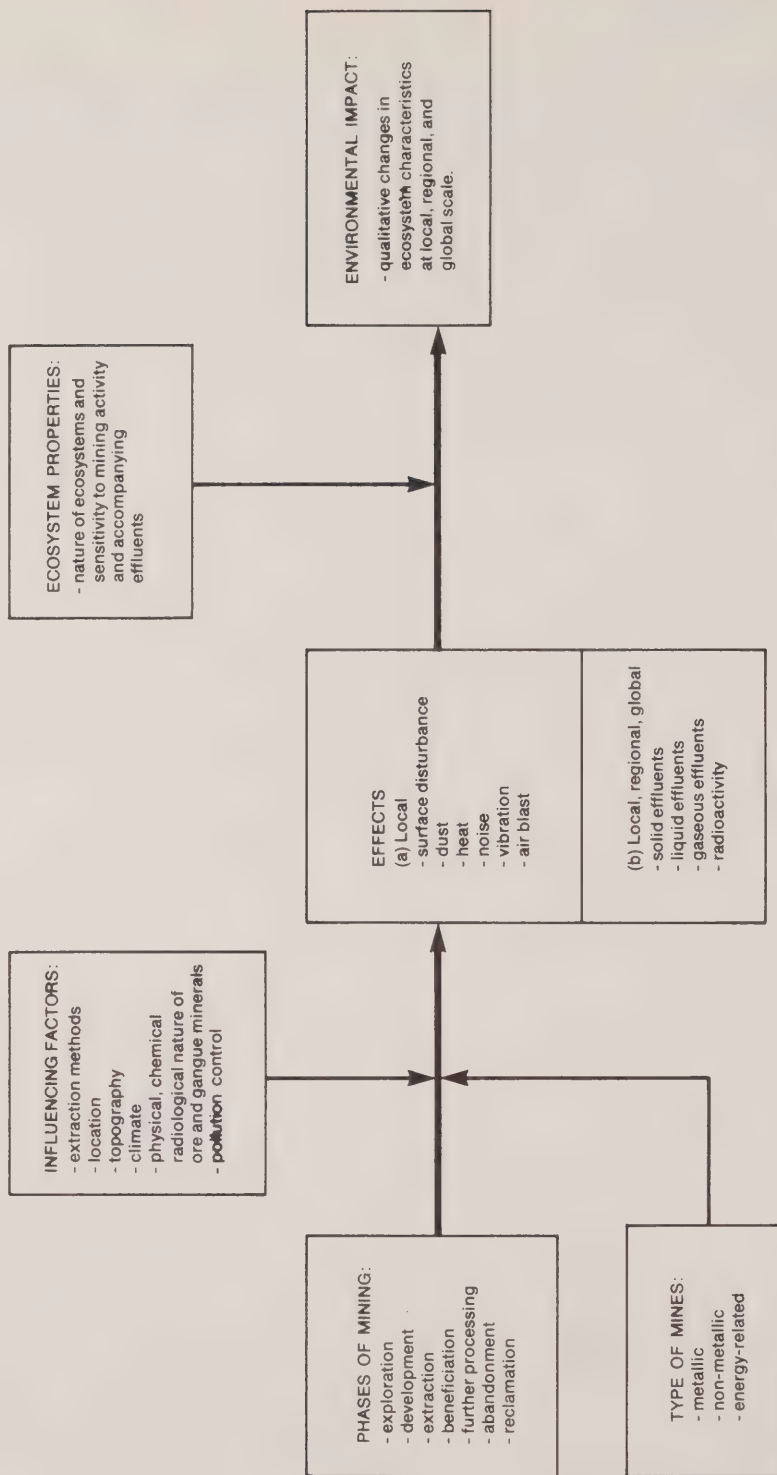 PHASES OF MINING:
- exploration
- development
- extraction
- beneficiation
- further processing
- abandonment
- reclamation
TYPE OF MINES:
- metallic
- non-metallic
- energy-related
INFLUENCING FACTORS:
- extraction methods
- location
- topography
- climate
- physical, chemical
radiological nature of
ore and gangue minerals
- pollution control
EFFECTS
(a) Local
- surface disturbance
- dust
- heat
- noise
- vibration
- air blast
(b) Local, regional, global
- solid effluents
- liquid effluents
- gaseous effluents
- radioactivity
ECOSYSTEM PROPERTIES:
- nature of ecosystems and
sensitivity to mining activity
and accompanying
effluents
ENVIRONMENTAL IMPACT:
- qualitative changes in
ecosystem characteristics
at local, regional, and
global scale.